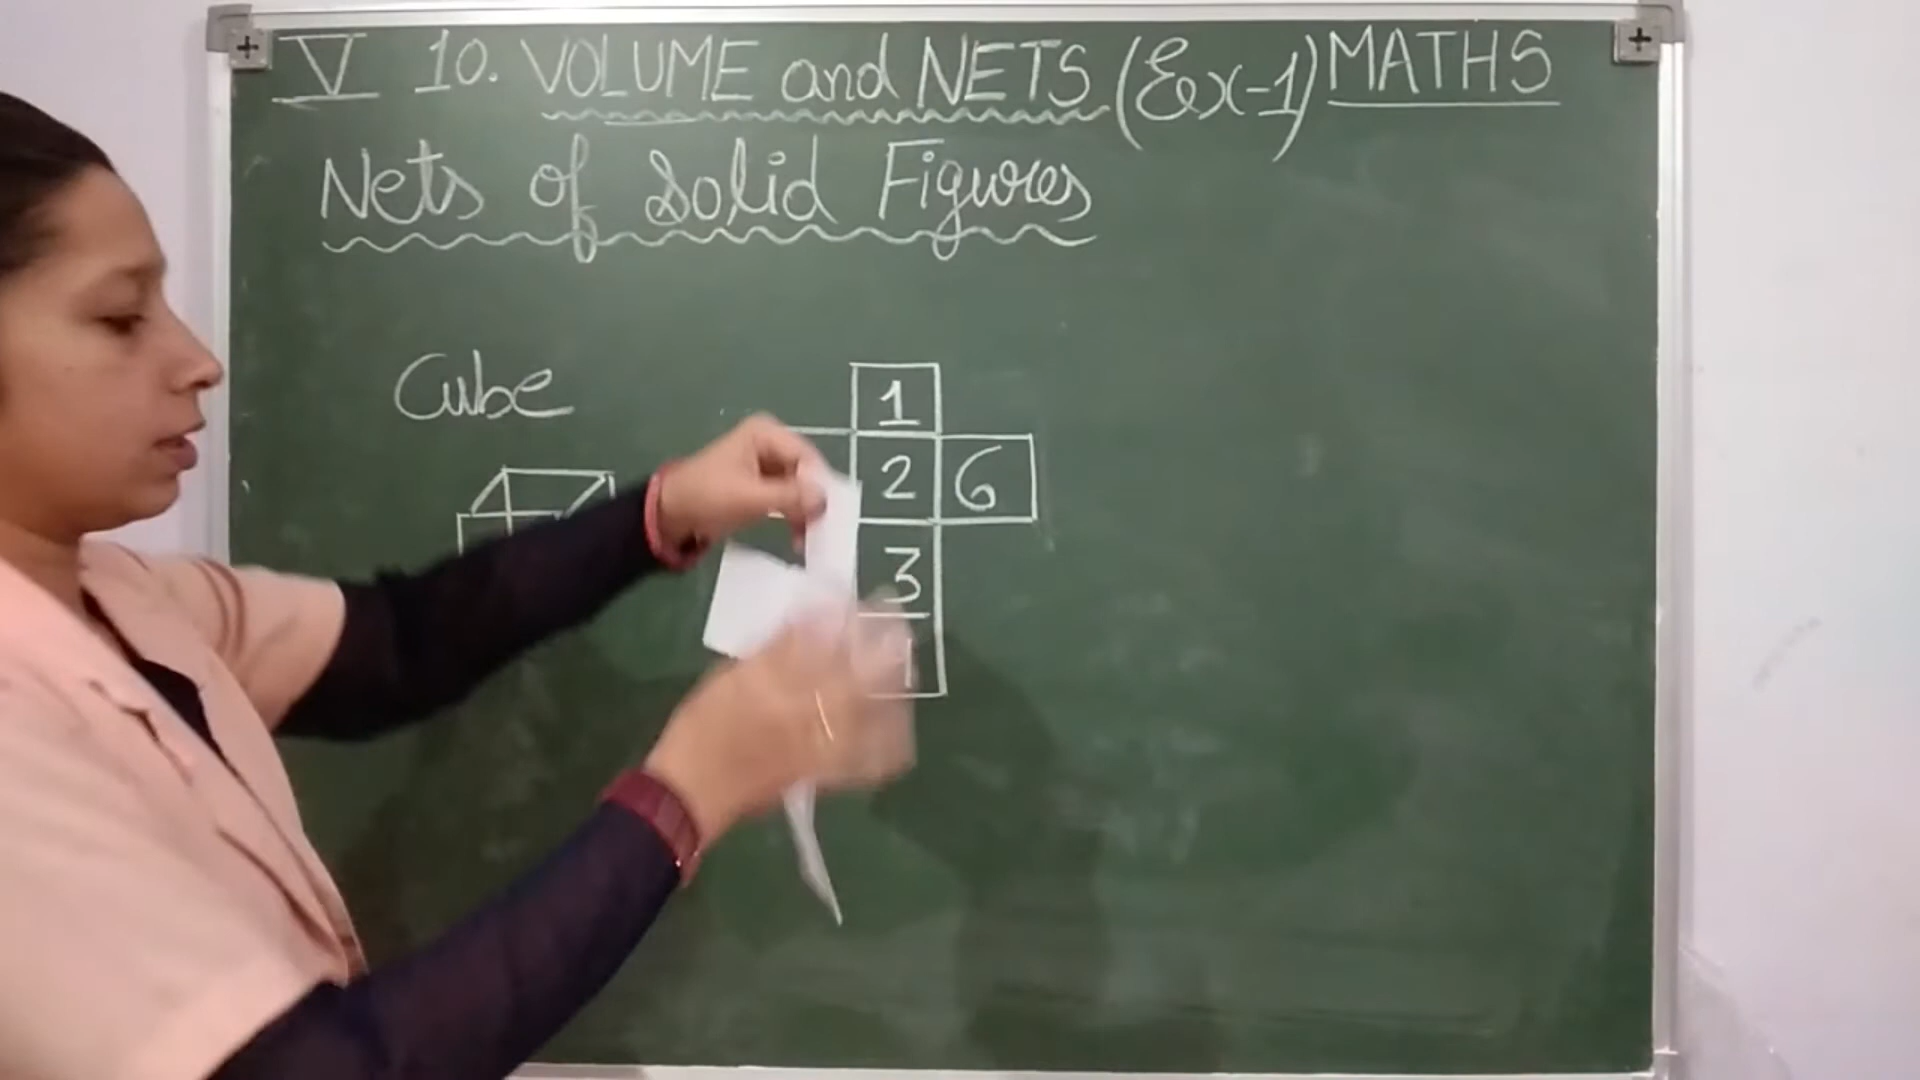 V 10. VOLUME and NETS (Ex-1) MATHS
Nets of Solid Figures
Cube
1
2 6
3